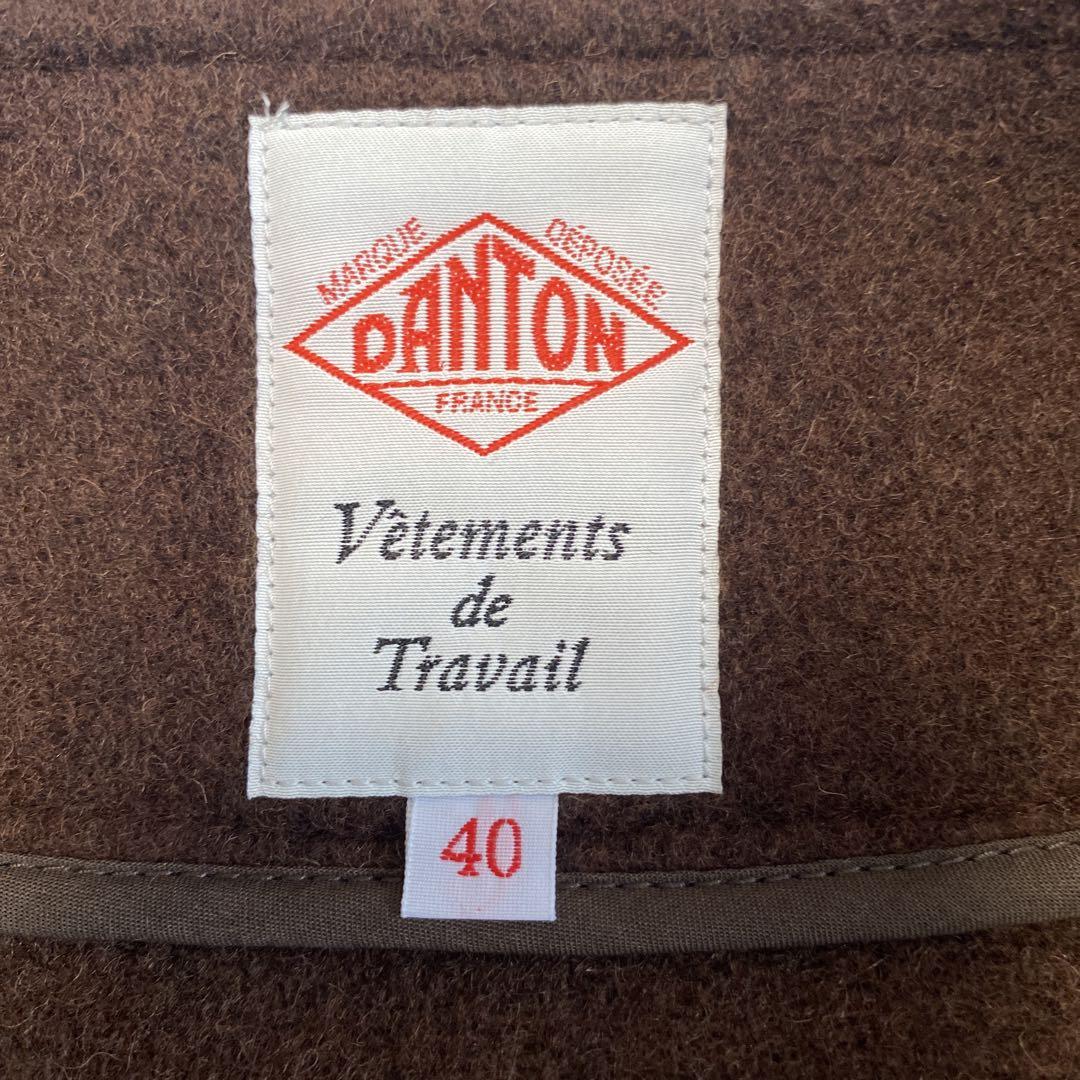 MARQUE DÉPOSÉE
DANTON
FRANCE
Vêtements
de
Travail
40